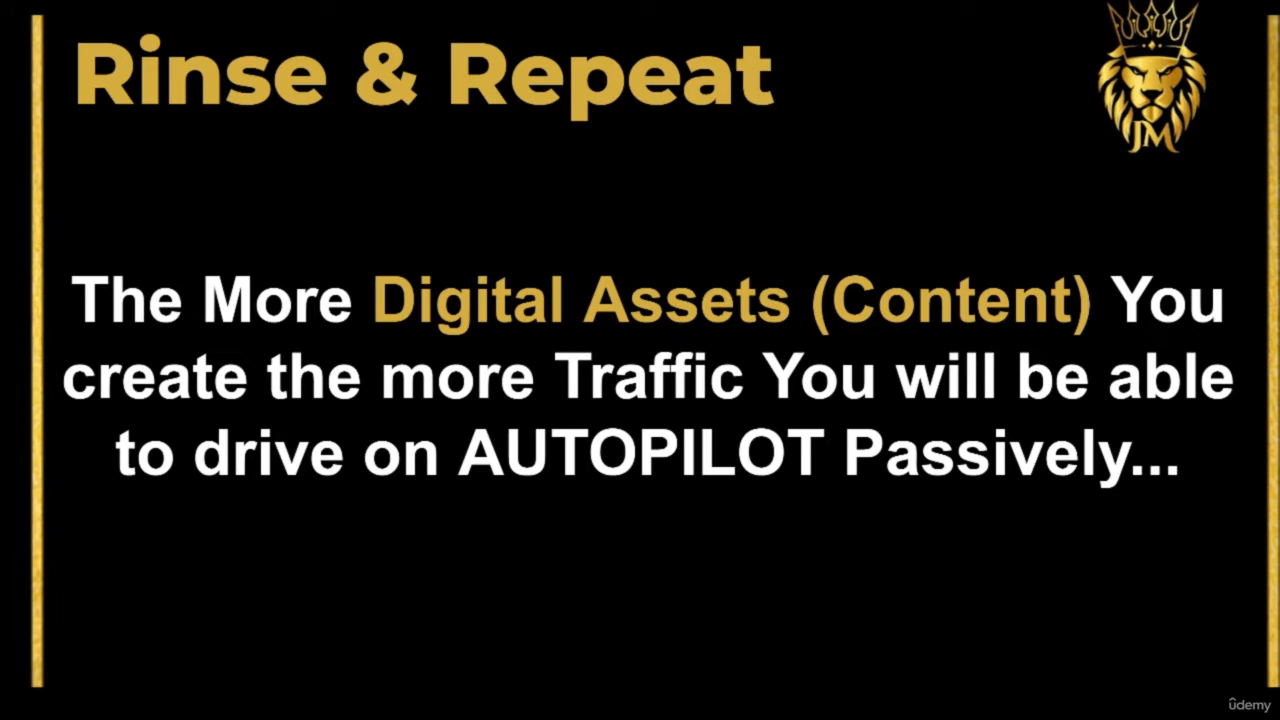 Rinse & Repeat
JM
The More Digital Assets (Content) You
create the more Traffic You will be able
to drive on AUTOPILOT Passively...
ûdemy